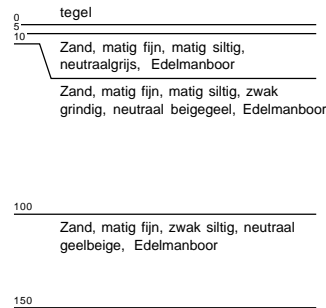 0
tegel
5
10
Zand, matig fijn, matig siltig,
neutraalgrijs, Edelmanboor
Zand, matig fijn, matig siltig, zwak
grindig, neutraal beigegeel, Edelmanboor
100
Zand, matig fijn, zwak siltig, neutraal
geelbeige, Edelmanboor
150